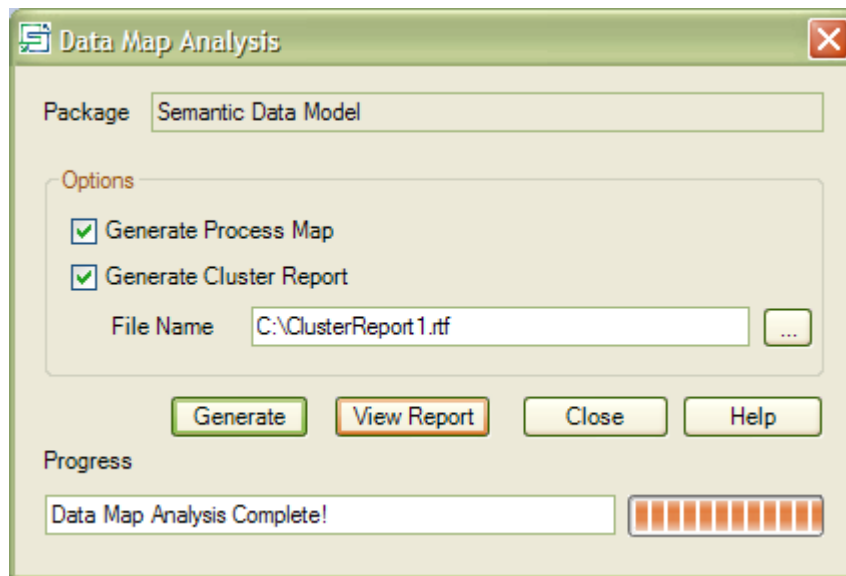 Data Map Analysis
Package Semantic Data Model
Options
Generate Process Map
Generate Cluster Report
File Name C:\ClusterReport1.rtf ...
Generate View Report Close Help
Progress
Data Map Analysis Complete!